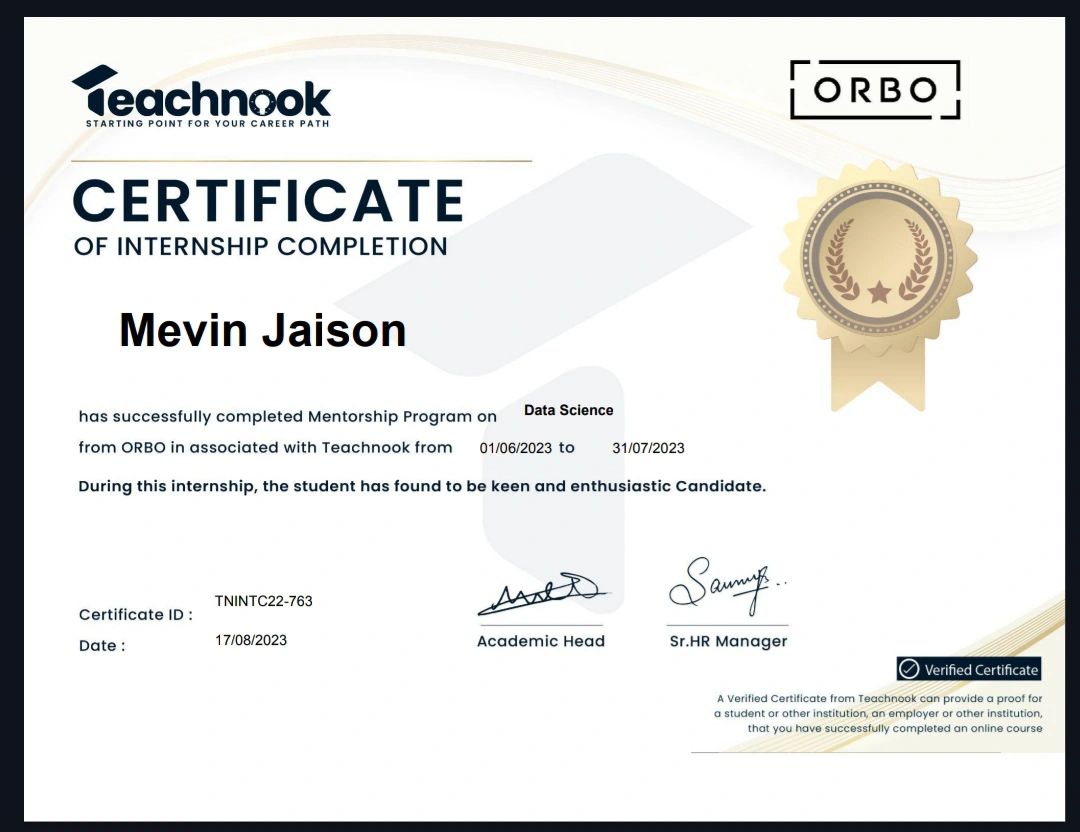 Teachnook
STARTING POINT FOR YOUR CAREER PATH
ORBO
CERTIFICATE
OF INTERNSHIP COMPLETION
Mevin Jaison
has successfully completed Mentorship Program on Data Science
from ORBO in associated with Teachnook from 01/06/2023 to 31/07/2023
During this internship, the student has found to be keen and enthusiastic Candidate.
Certificate ID : TNINTC22-763
Date : 17/08/2023
Academic Head
Sr.HR Manager
Verified Certificate
A Verified Certificate from Teachnook can provide a proof for
a student or other institution, an employer or other institution,
that you have successfully completed an online course